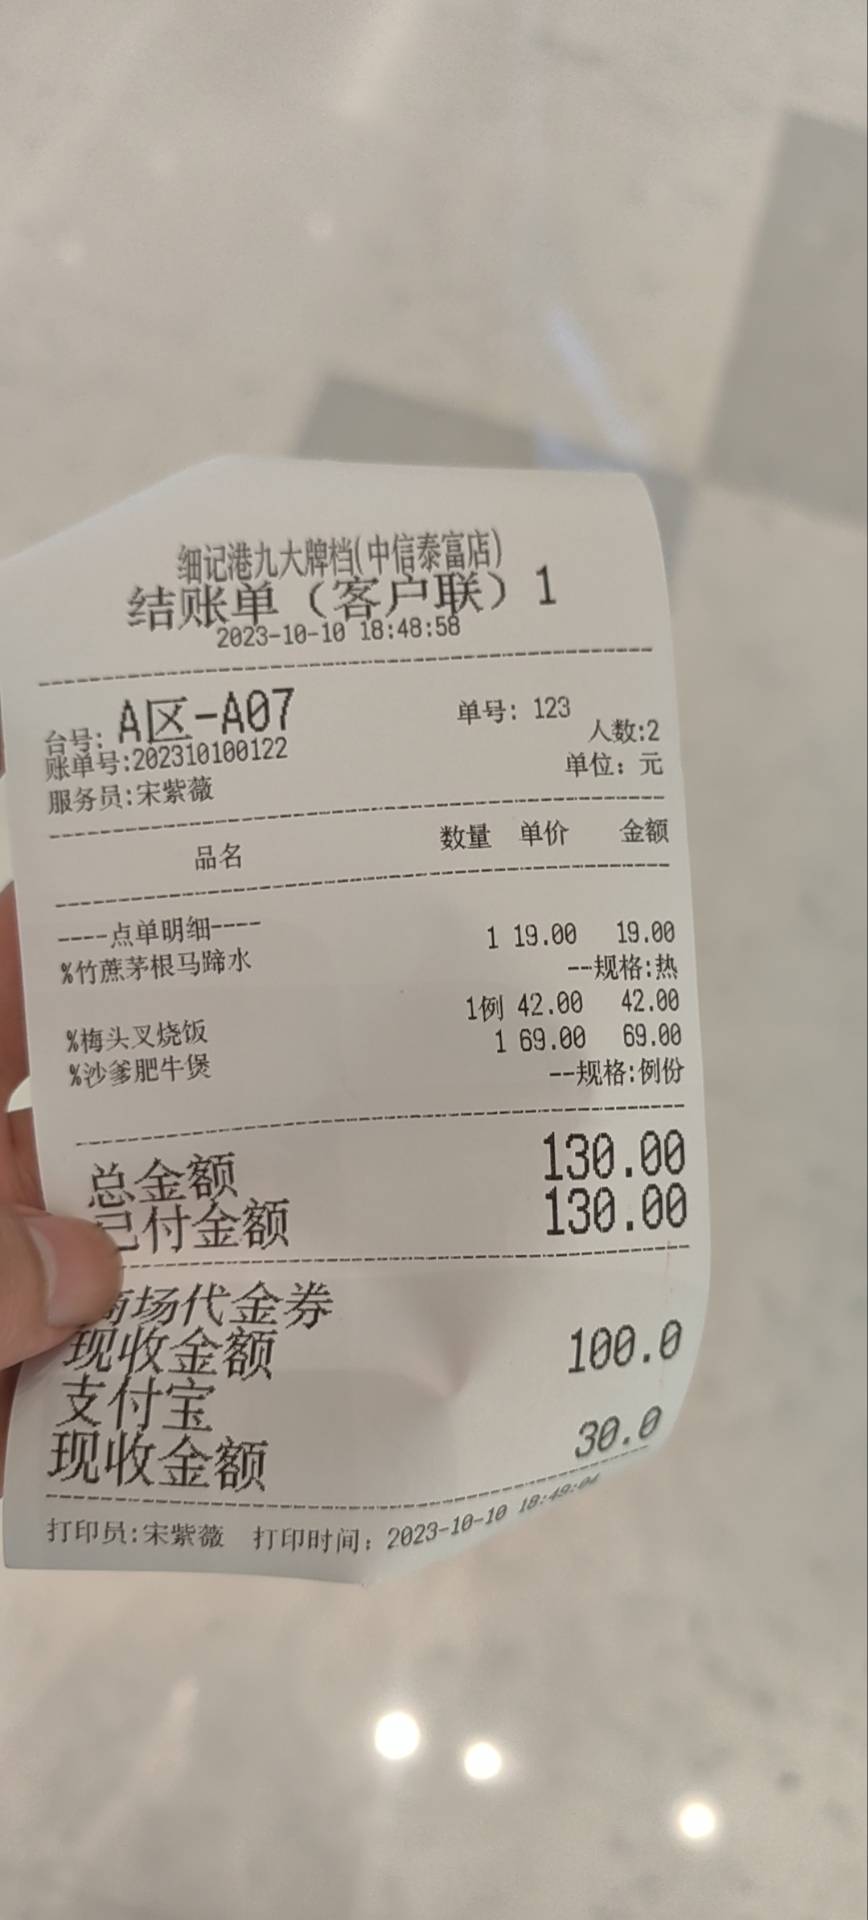 细记港九大牌档(中信泰富店)
结账单（客户联）1
2023-10-10 18:48:58
台号: A区-A07 单号: 123
账单号:202310100122 人数:2
服务员:宋紫薇 单位: 元
品名 数量 单价 金额
----点单明细----
%竹蔗茅根马蹄水 1 19.00 19.00
--规格:热
%梅头叉烧饭 1例 42.00 42.00
%沙爹肥牛煲 1 69.00 69.00
--规格:例份
总金额 130.00
已付金额 130.00
商场代金券
现收金额 100.0
支付宝
现收金额 30.0
打印员:宋紫薇 打印时间: 2023-10-10 18:49:04